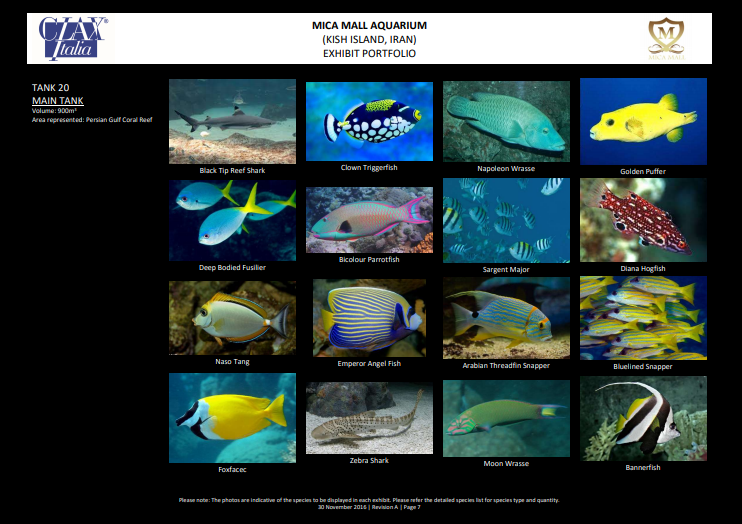 CLAX®
Italia
MICA MALL AQUARIUM
(KISH ISLAND, IRAN)
EXHIBIT PORTFOLIO
M
MICA MALL
TANK 20
MAIN TANK
Volume: 900m³
Area represented: Persian Gulf Coral Reef
Black Tip Reef Shark
Clown Triggerfish
Napoleon Wrasse
Golden Puffer
Deep Bodied Fusilier
Bicolour Parrotfish
Sargent Major
Diana Hogfish
Naso Tang
Emperor Angel Fish
Arabian Threadfin Snapper
Bluelined Snapper
Foxfacec
Zebra Shark
Moon Wrasse
Bannerfish
Please note: The photos are indicative of the species to be displayed in each exhibit. Please refer the detailed species list for species type and quantity.
30 November 2016 | Revision A | Page 7